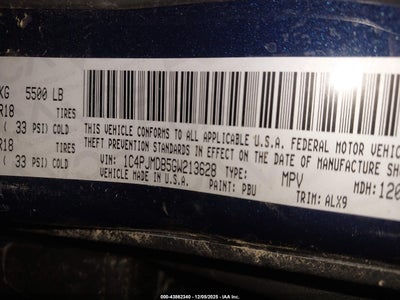 KG 5500 LB
R18 TIRES
( 33 PSI) COLD
R18 TIRES
( 33 PSI) COLD
THIS VEHICLE CONFORMS TO ALL APPLICABLE U.S.A. FEDERAL MOTOR VEHIC
THEFT PREVENTION STANDARDS IN EFFECT ON THE DATE OF MANUFACTURE SH
VIN: 1C4PJMDB5GW213628 TYPE: MPV MDH: 120
VEHICLE MADE IN U.S.A. PAINT: PBU TRIM: ALX9
000-43862340 - 12/09/2025 - IAA Inc.